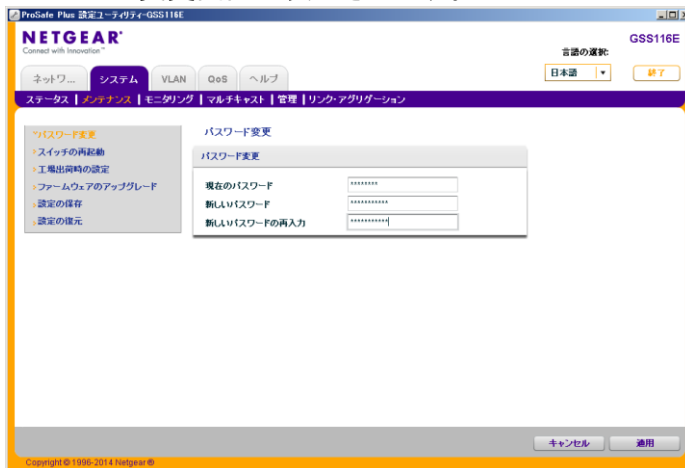 ProSafe Plus 設定ユーティリティ-GSS116E
NETGEAR®
Connect with Innovation™
GSS116E
言語の選択:
日本語
終了
ネットワ... システム VLAN QoS ヘルプ
ステータス | メンテナンス | モニタリング | マルチキャスト | 管理 | リンク・アグリゲーション
パスワード変更
スイッチの再起動
工場出荷時の設定
ファームウェアのアップグレード
設定の保存
設定の復元
パスワード変更
パスワード変更
現在のパスワード ********
新しいパスワード ***********
新しいパスワードの再入力 ***********
キャンセル 適用
Copyright © 1996-2014 Netgear ®